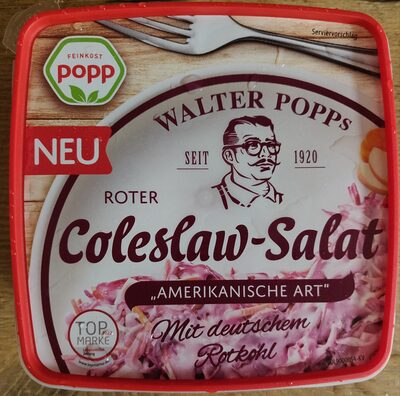 Serviervorschlag
FEINKOST
popp
WALTER POPPs
NEU
SEIT 1920
ROTER
Coleslaw-Salat
„AMERIKANISCHE ART"
Mit deutschem
Rotkohl
TOP
MARKE